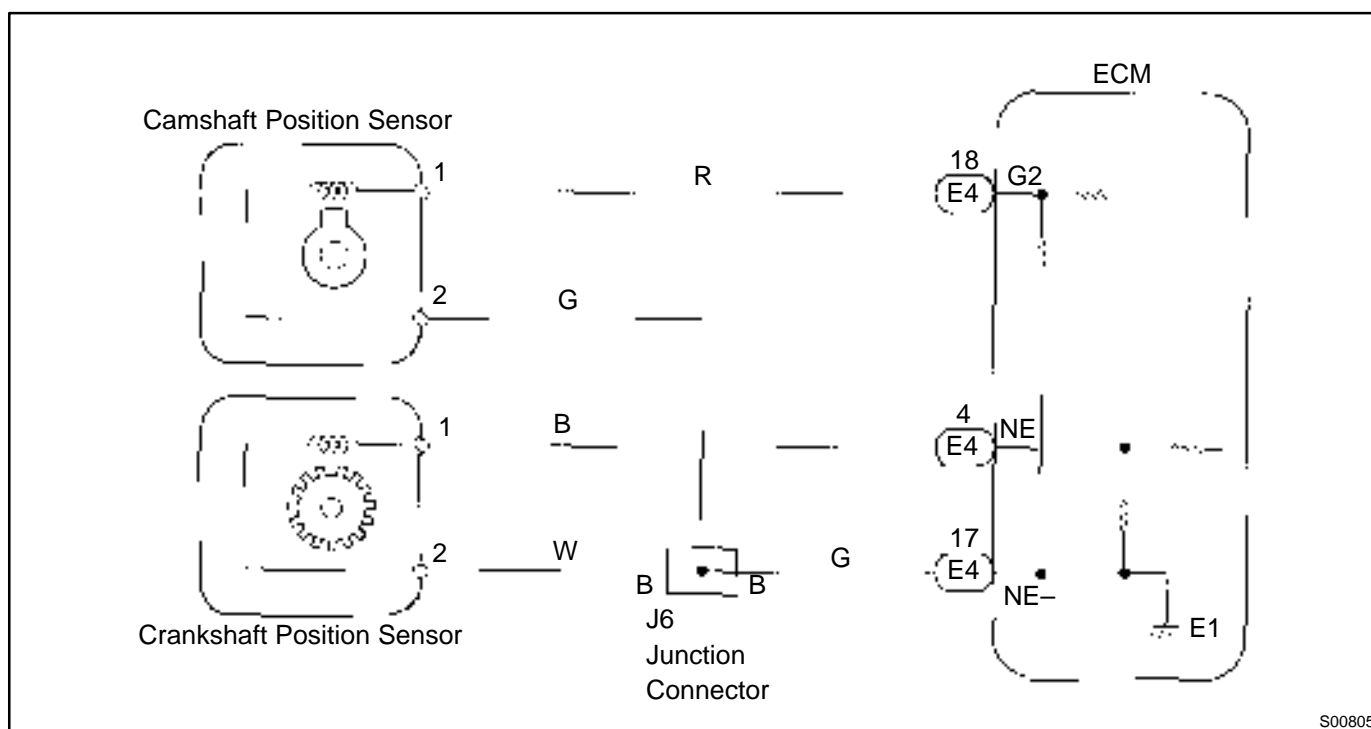 ECM
Camshaft Position Sensor
1
R
18
E4
G2
2
G
1
B
4
E4
NE
2
W
B
B
G
17
E4
NE–
E1
J6
Junction
Connector
Crankshaft Position Sensor
S00805